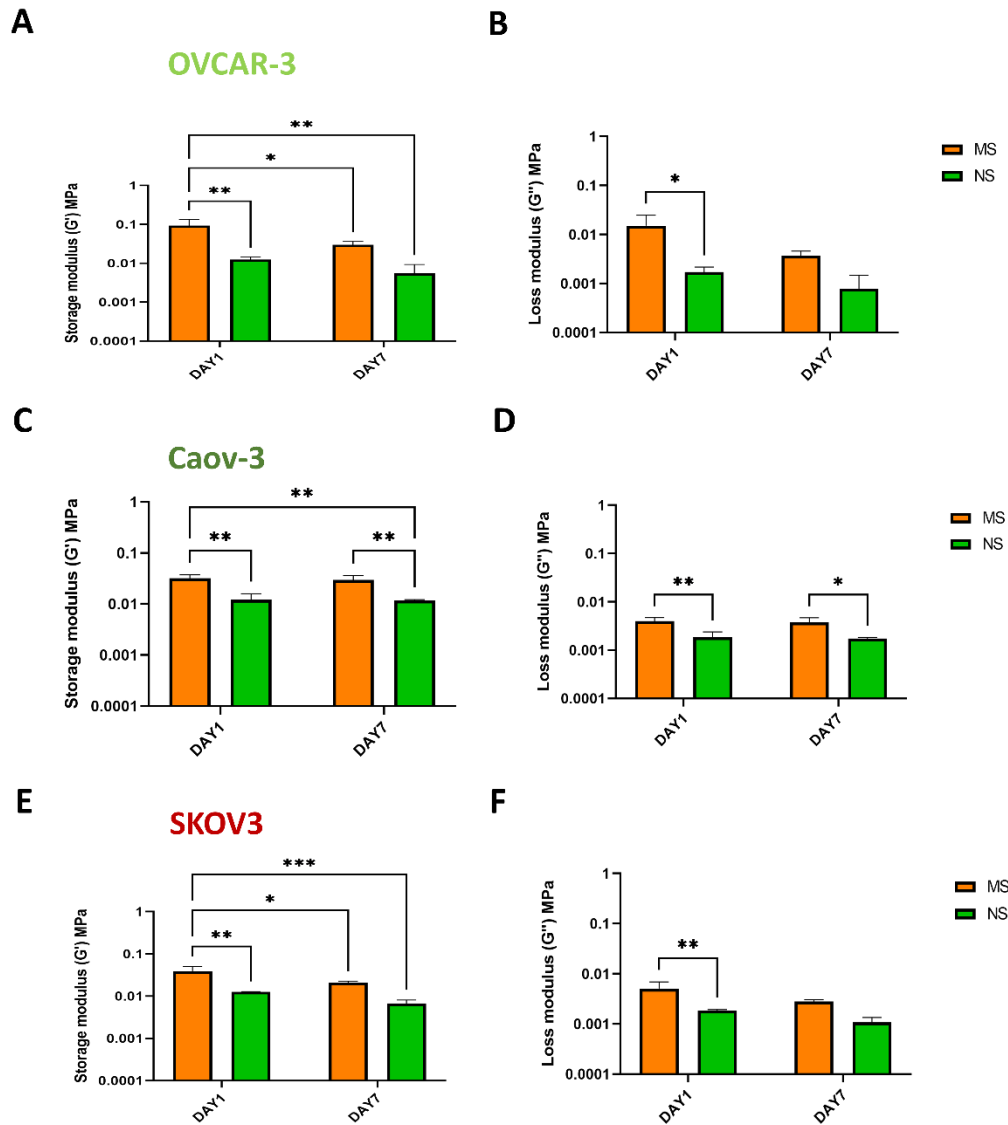 A
B
OVCAR-3
Storage modulus (G') MPa
1
0.1
0.01
0.001
0.0001
**
*
**
DAY1
DAY7
Loss modulus (G'') MPa
1
0.1
0.01
0.001
0.0001
*
DAY1
DAY7
MS
NS
C
D
Caov-3
Storage modulus (G') MPa
1
0.1
0.01
0.001
0.0001
**
**
**
DAY1
DAY7
Loss modulus (G'') MPa
1
0.1
0.01
0.001
0.0001
**
*
DAY1
DAY7
MS
NS
E
F
SKOV3
Storage modulus (G') MPa
1
0.1
0.01
0.001
0.0001
***
*
**
DAY1
DAY7
Loss modulus (G'') MPa
1
0.1
0.01
0.001
0.0001
**
DAY1
DAY7
MS
NS